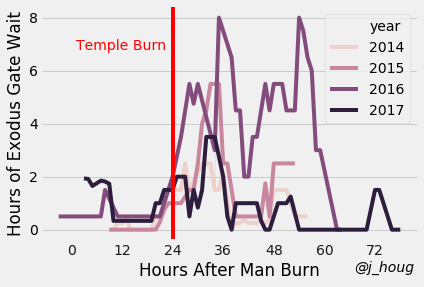 Hours of Exodus Gate Wait
8
6
4
2
0
Temple Burn
year
2014
2015
2016
2017
0 12 24 36 48 60 72
Hours After Man Burn
@j_houg